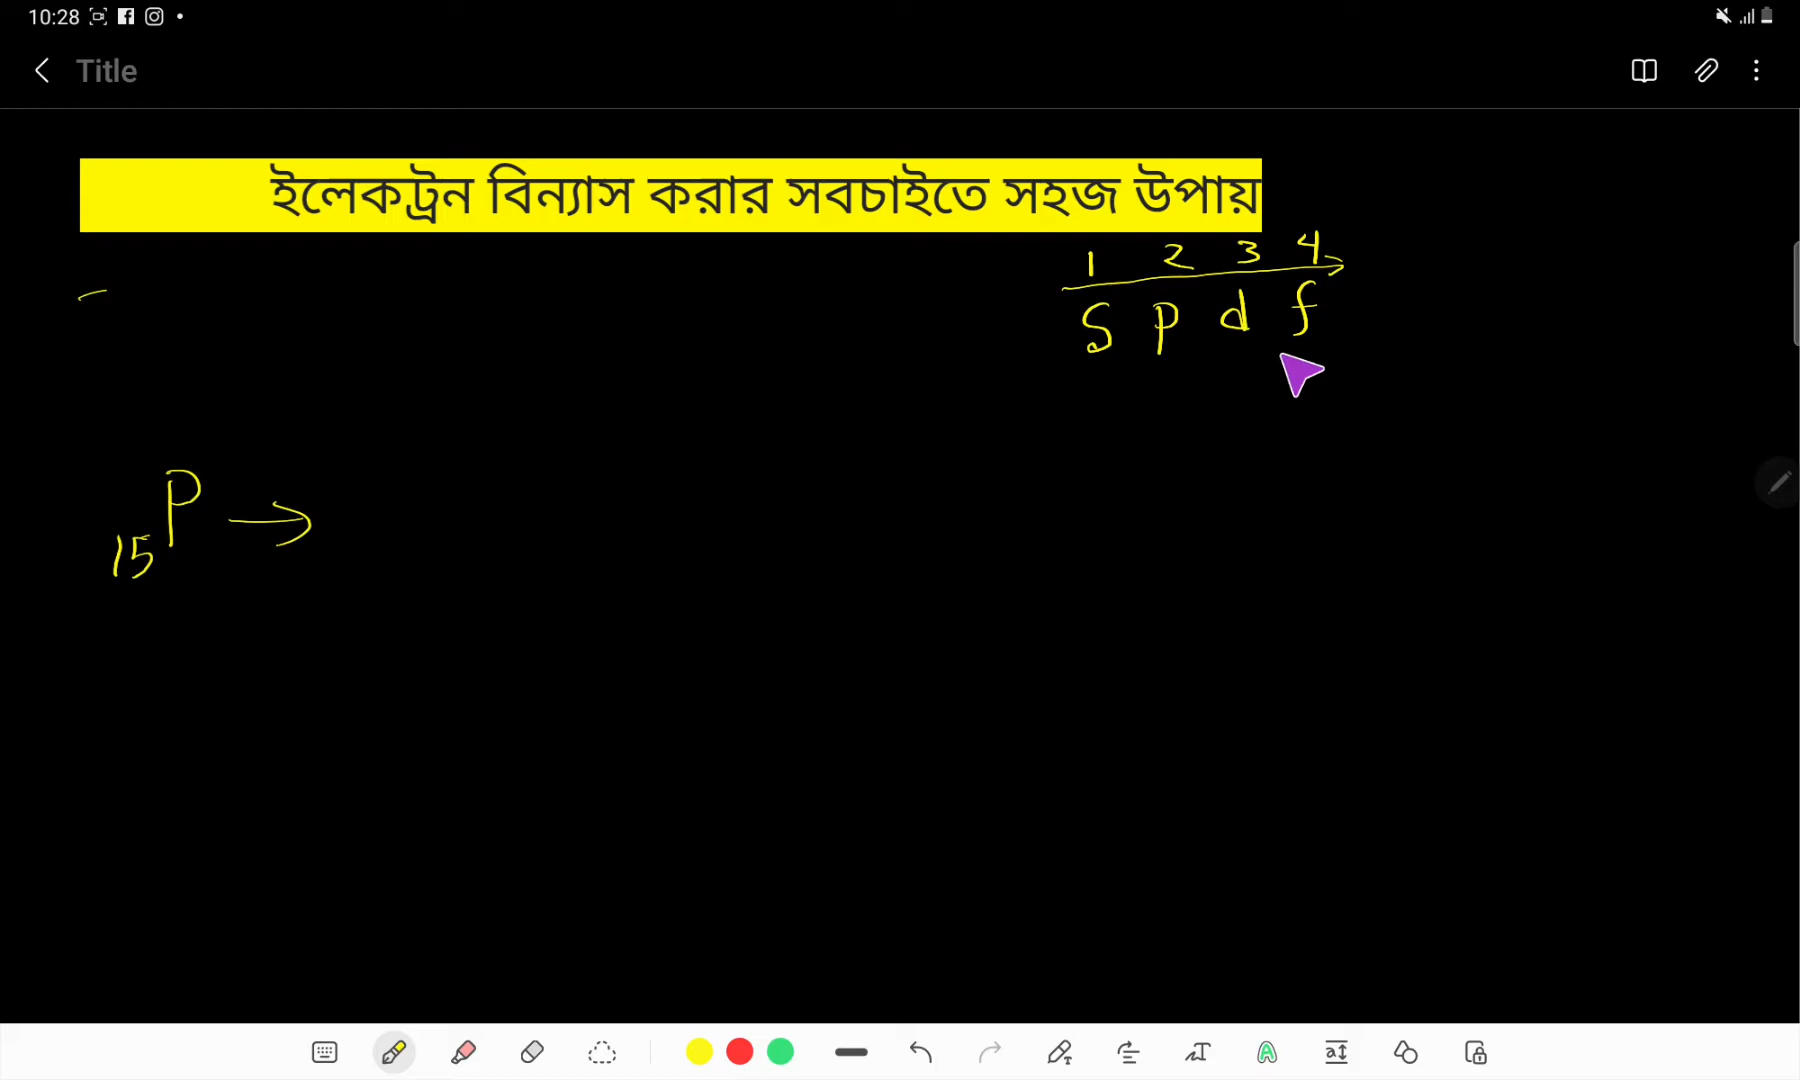 10:28
Title
ইলেকট্রন বিন্যাস করার সবচাইতে সহজ উপায়
1 2 3 4
S p d f
15P →